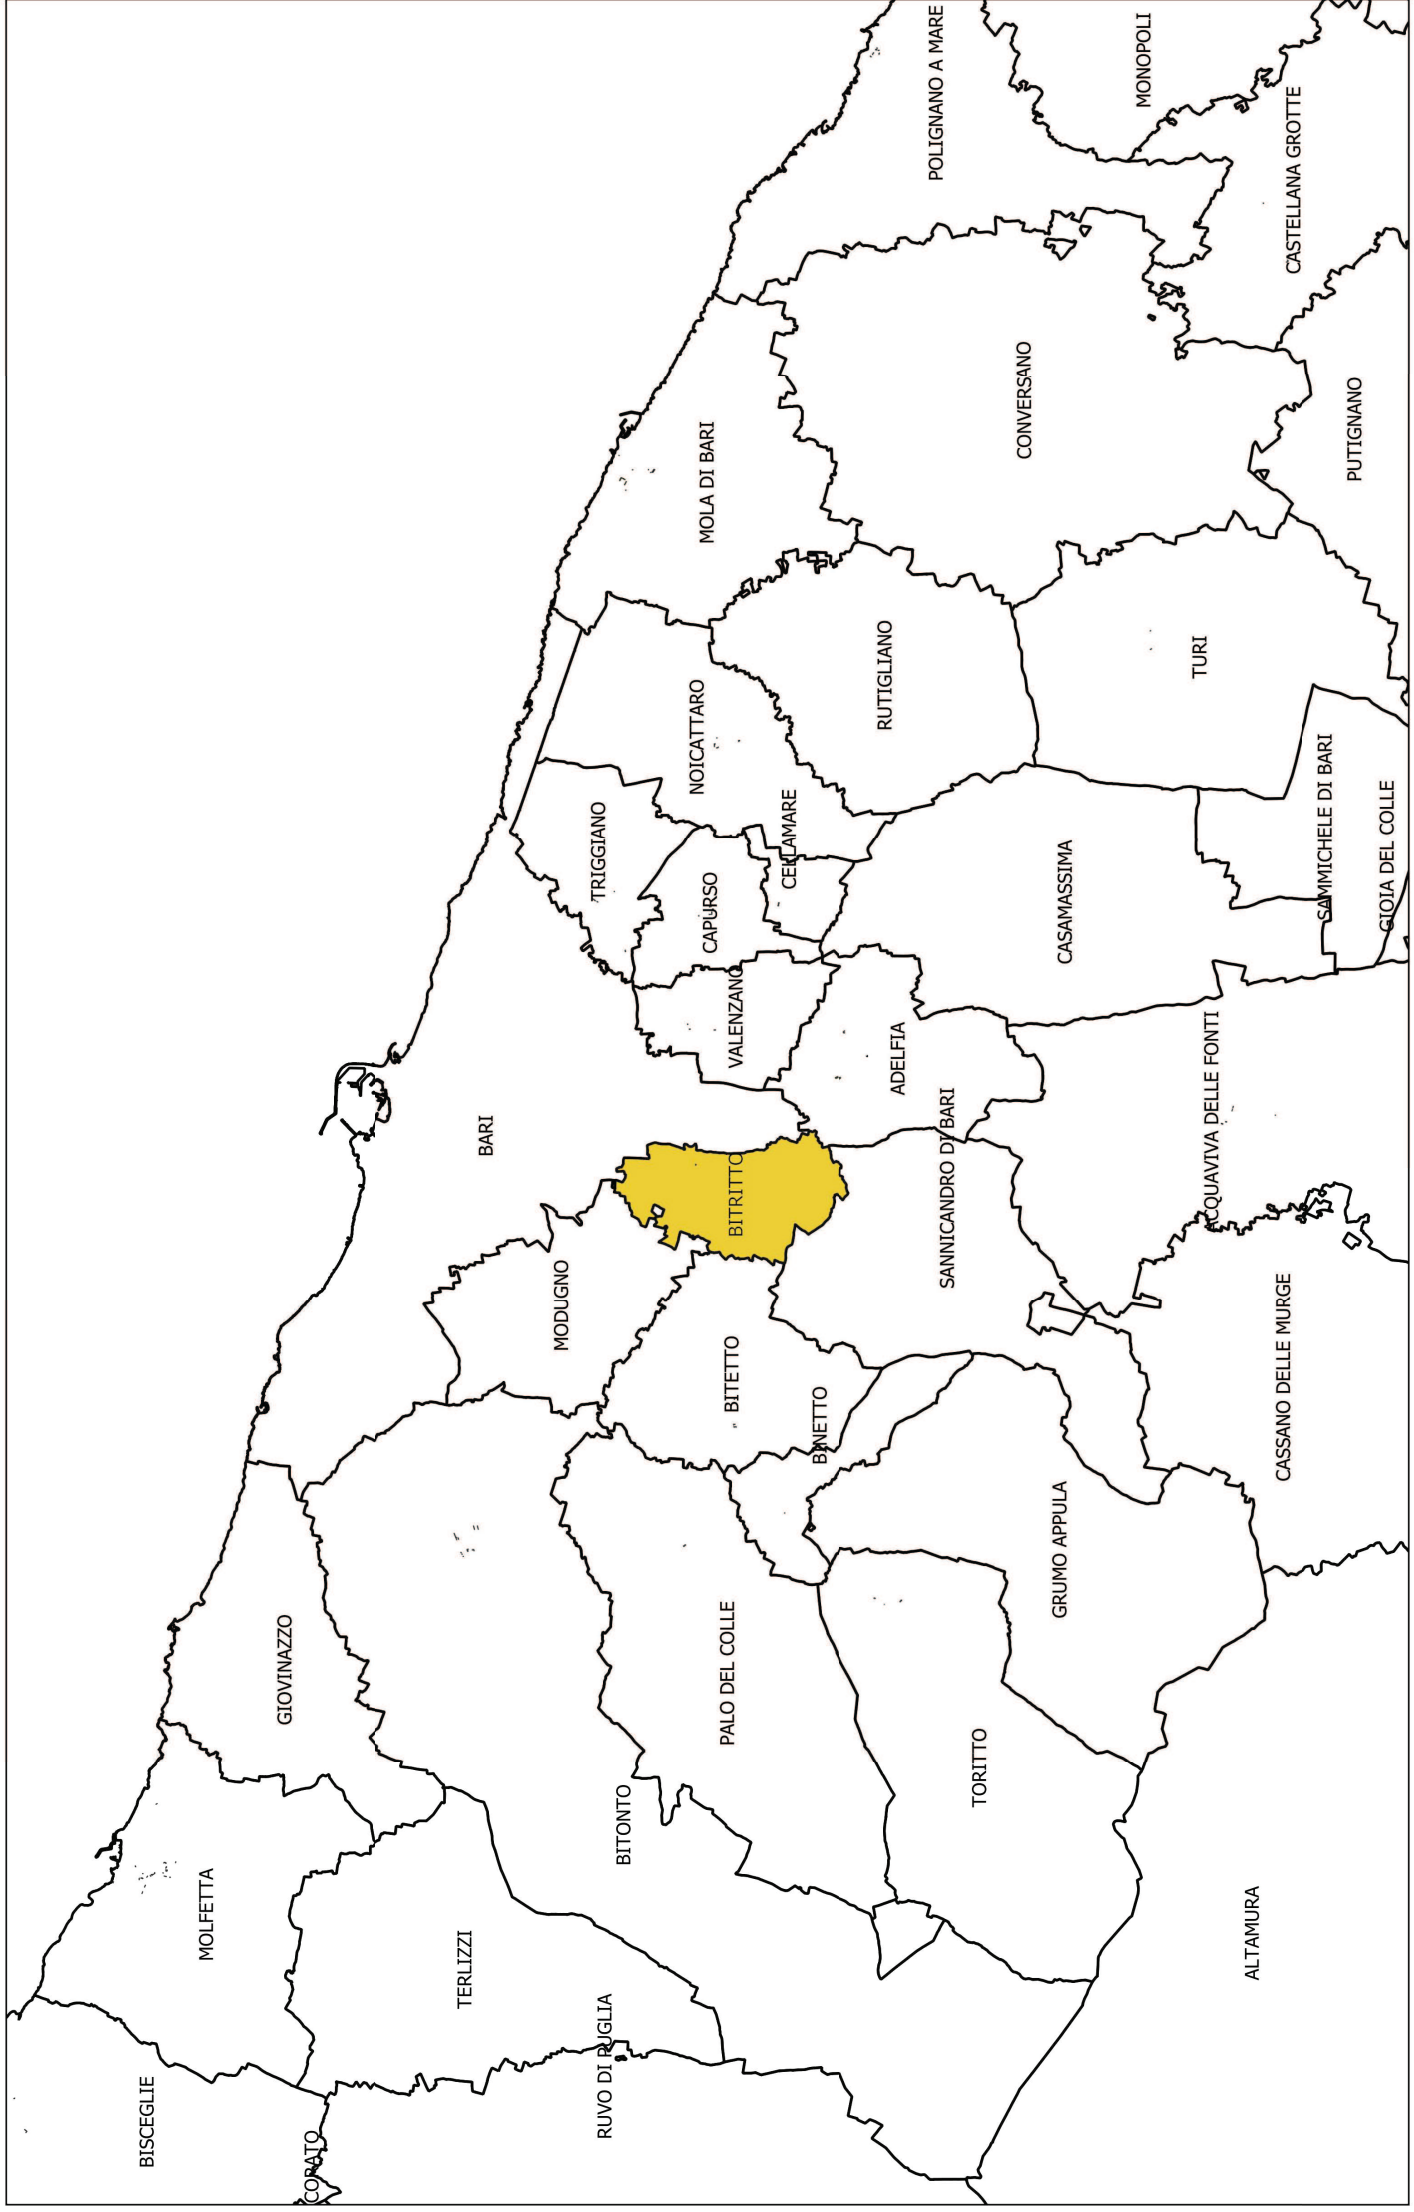 BISCEGLIE
CORATO
MOLFETTA
TERLIZZI
RUVO DI PUGLIA
GIOVINAZZO
BITONTO
PALO DEL COLLE
TORITTO
ALTAMURA
GRUMO APPULA
BINETTO
BITETTO
MODUGNO
CASSANO DELLE MURGE
BARI
BITRITTO
SANNICANDRO DI BARI
ACQUAVIVA DELLE FONTI
ADELFIA
VALENZANO
CAPURSO
TRIGGIANO
CELLAMARE
NOICATTARO
CASAMASSIMA
SAMMICHELE DI BARI
GIOIA DEL COLLE
RUTIGLIANO
TURI
MOLA DI BARI
CONVERSANO
PUTIGNANO
POLIGNANO A MARE
MONOPOLI
CASTELLANA GROTTE